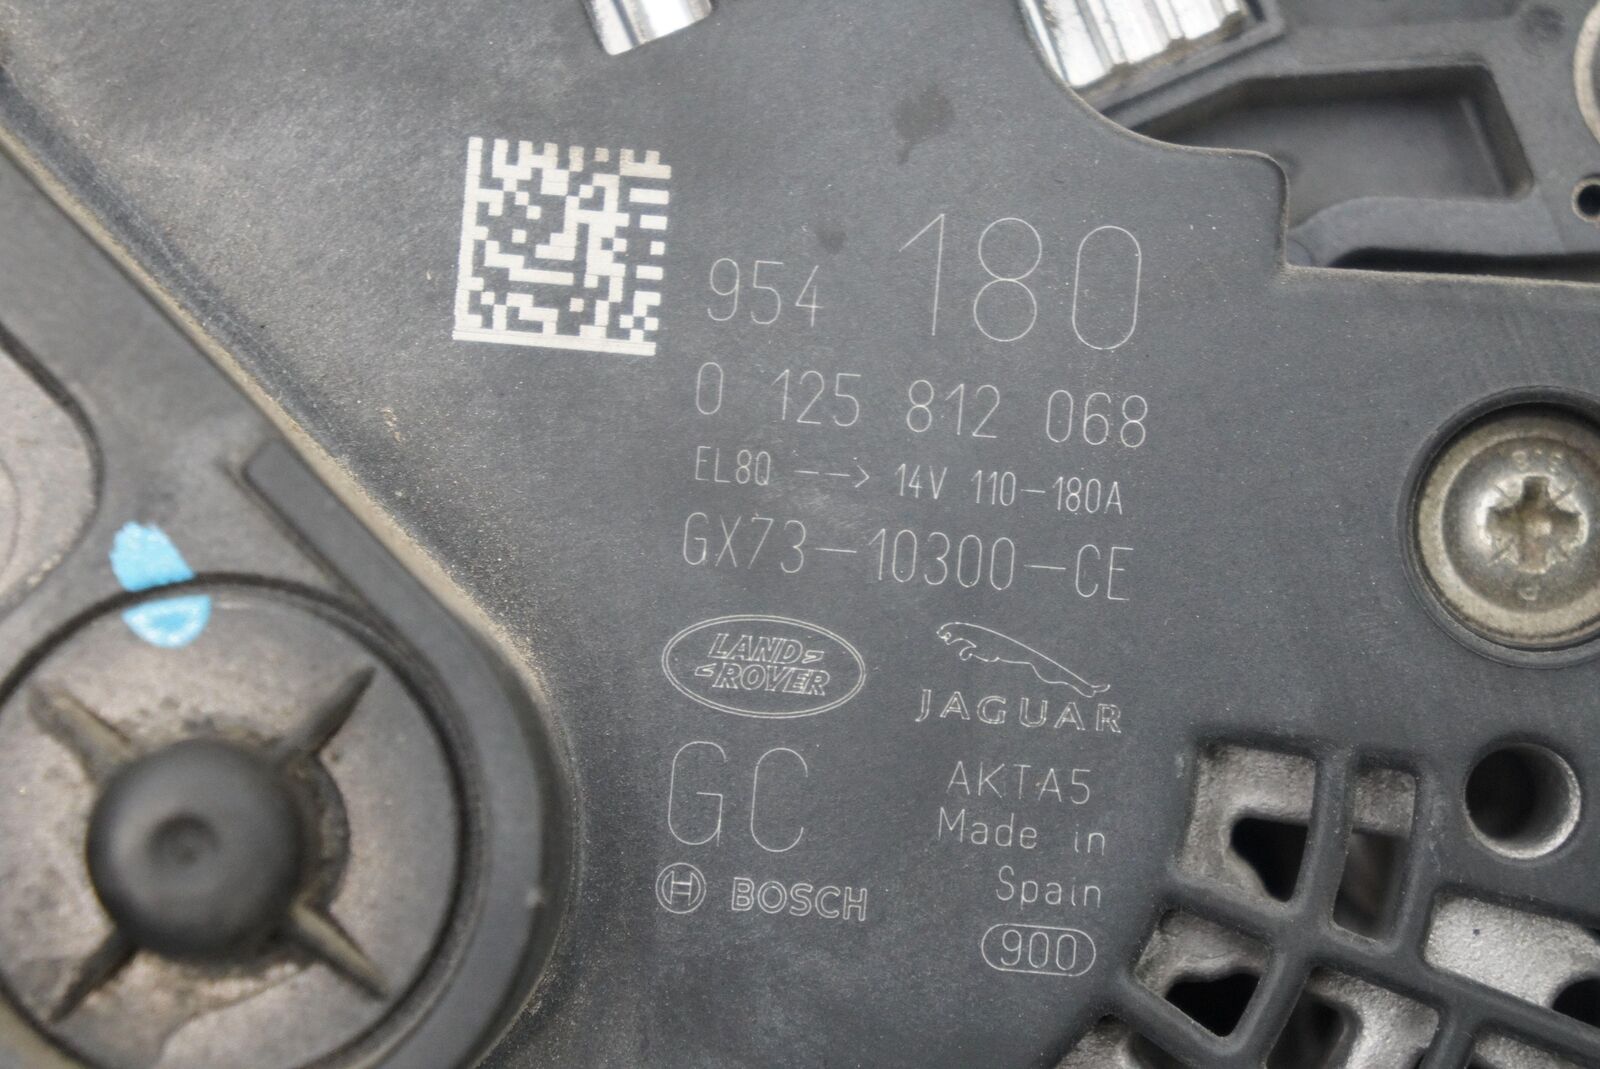 954 180
0 125 812 068
EL8Q --> 14V 110-180A
GX73-10300-CE
LAND
ROVER
JAGUAR
GC
AKTA5
Made in
Spain
BOSCH
900